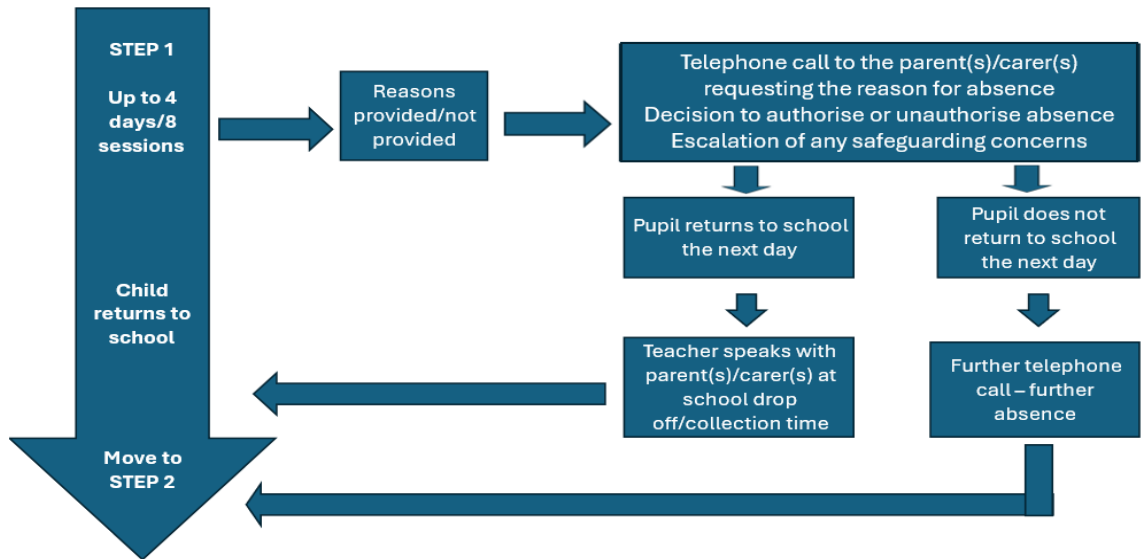 STEP 1
Up to 4
days/8
sessions
Child
returns to
school
Move to
STEP 2
Reasons
provided/not
provided
Telephone call to the parent(s)/carer(s)
requesting the reason for absence
Decision to authorise or unauthorise absence
Escalation of any safeguarding concerns
Pupil returns to school
the next day
Teacher speaks with
parent(s)/carer(s) at
school drop
off/collection time
Pupil does not
return to school
the next day
Further telephone
call – further
absence